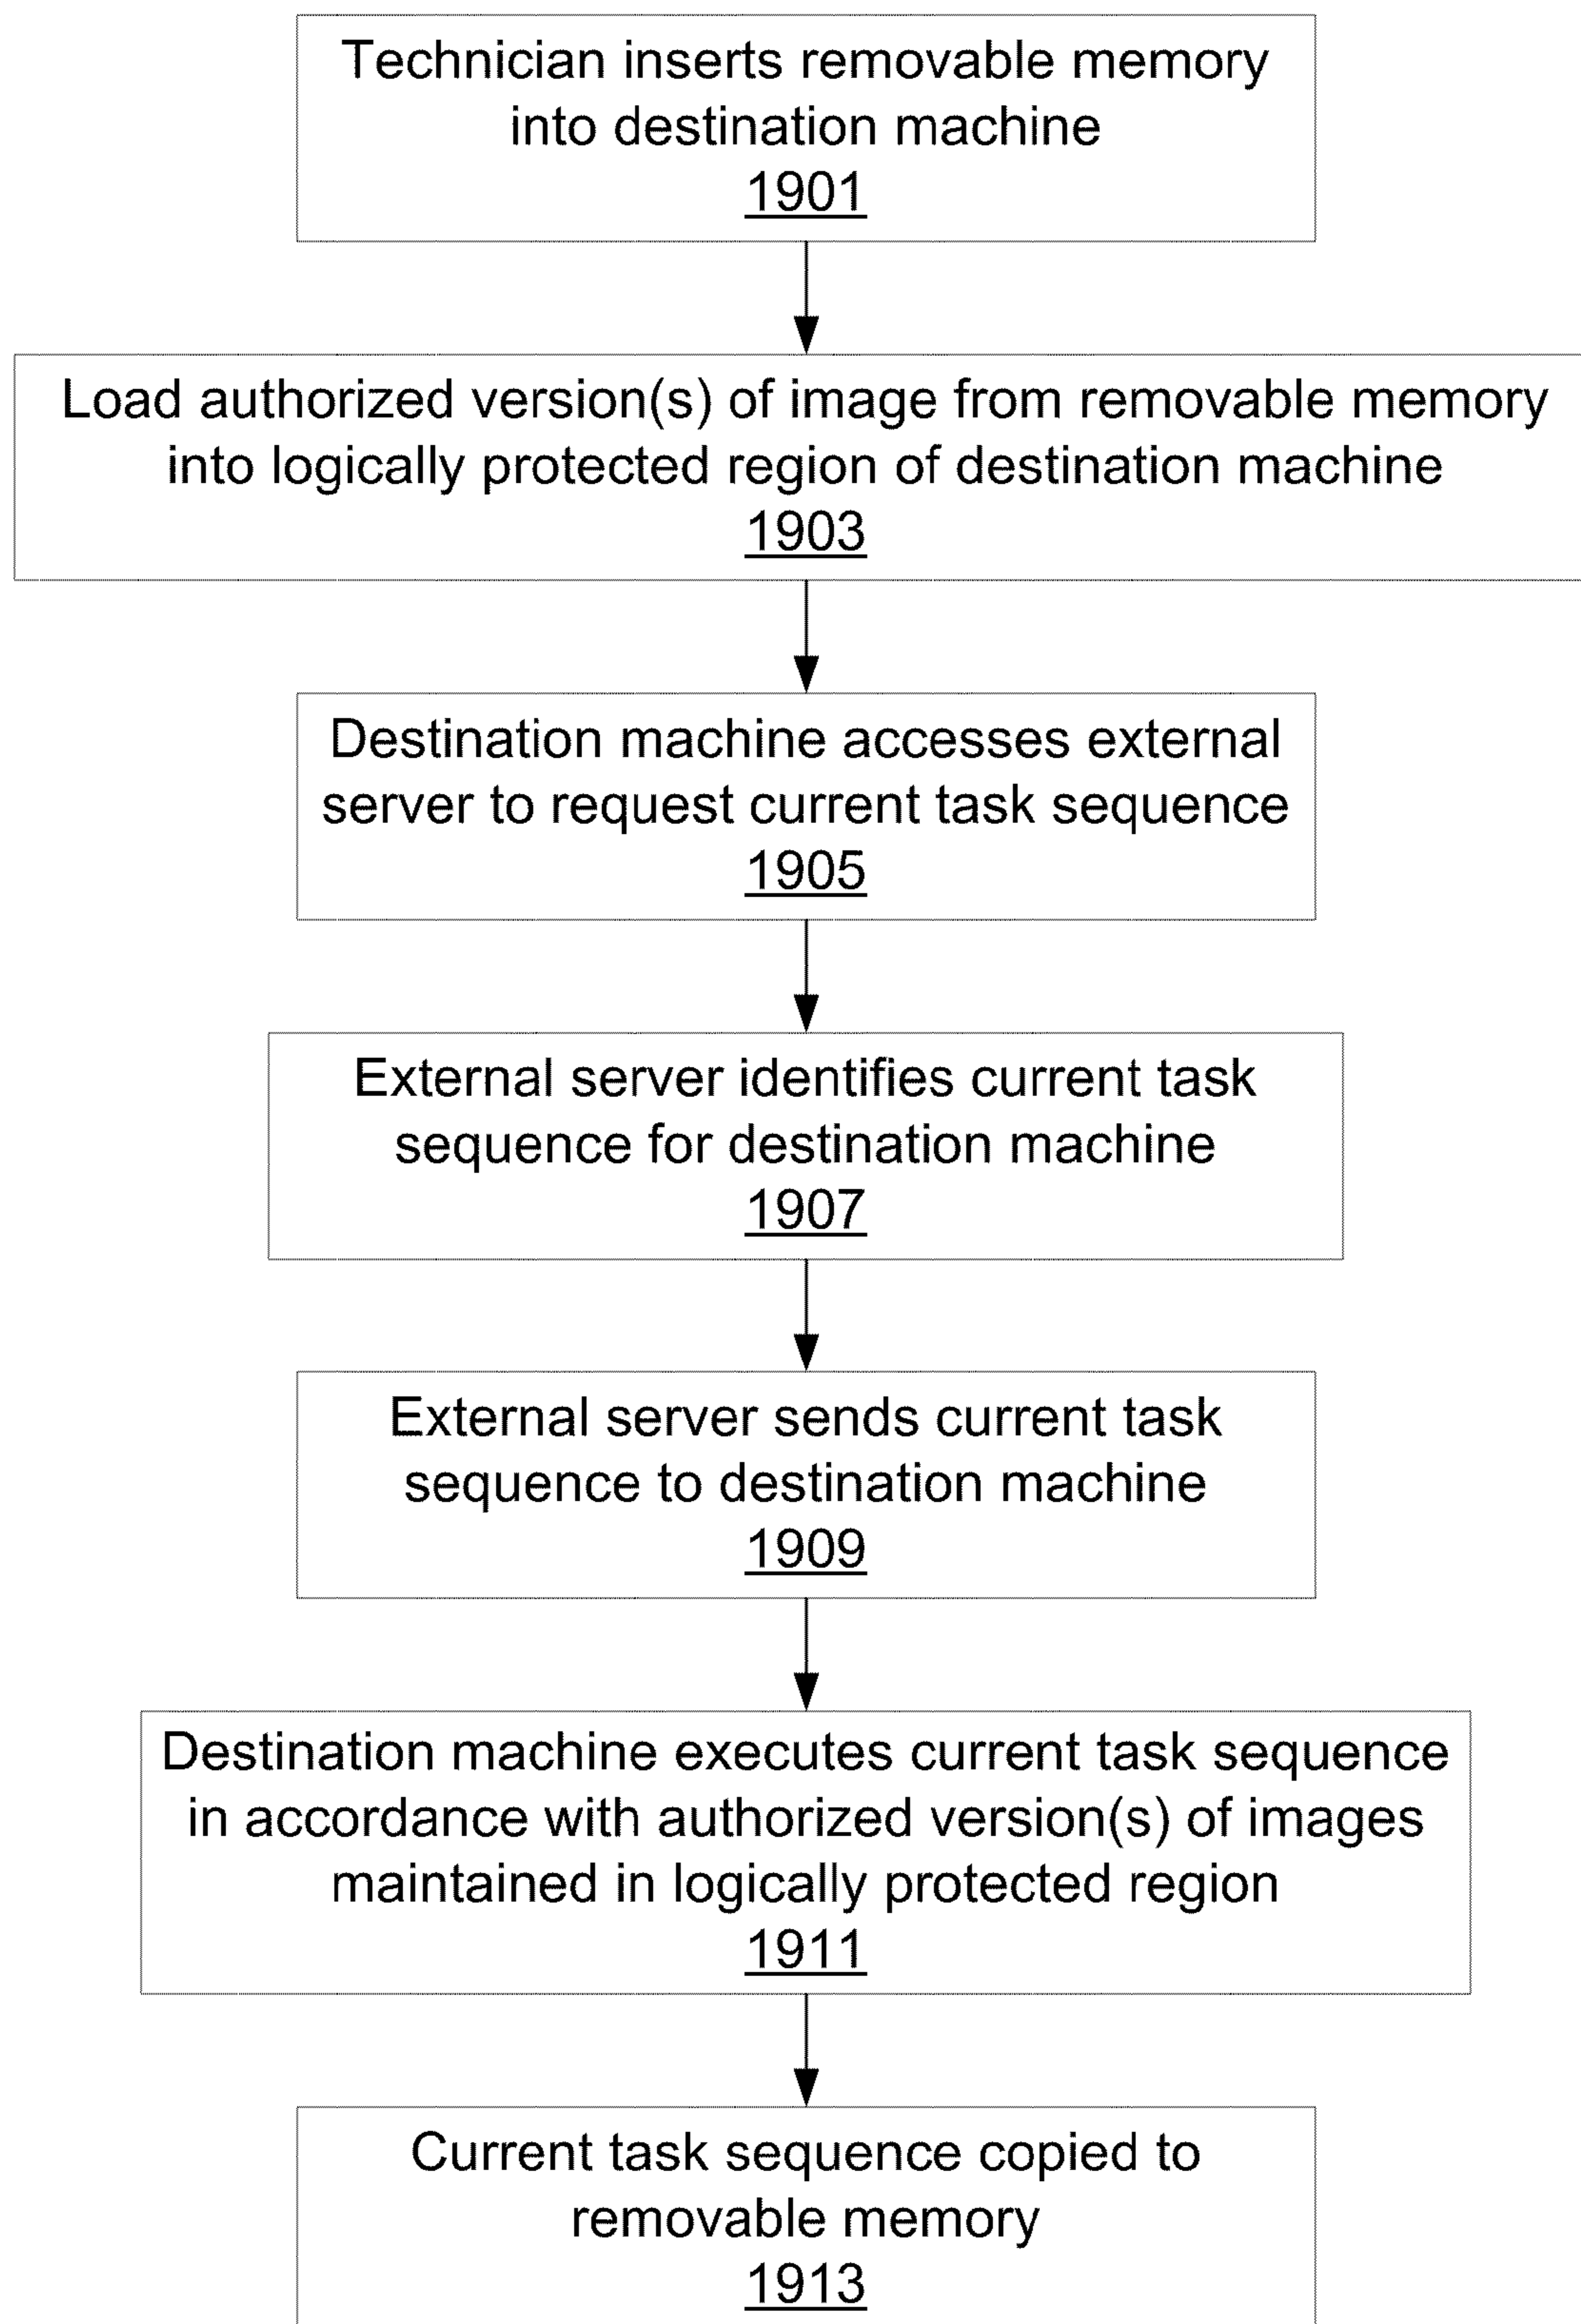 Technician inserts removable memory
into destination machine
1901
Load authorized version(s) of image from removable memory
into logically protected region of destination machine
1903
Destination machine accesses external
server to request current task sequence
1905
External server identifies current task
sequence for destination machine
1907
External server sends current task
sequence to destination machine
1909
Destination machine executes current task sequence
in accordance with authorized version(s) of images
maintained in logically protected region
1911
Current task sequence copied to
removable memory
1913